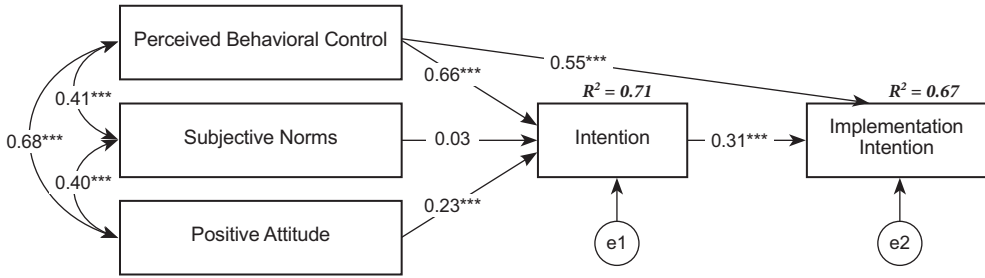 Perceived Behavioral Control
0.55***
0.66***
R² = 0.71
R² = 0.67
0.41***
Subjective Norms
0.03
Intention
0.31***
Implementation
Intention
0.68***
0.40***
0.23***
Positive Attitude
e1
e2